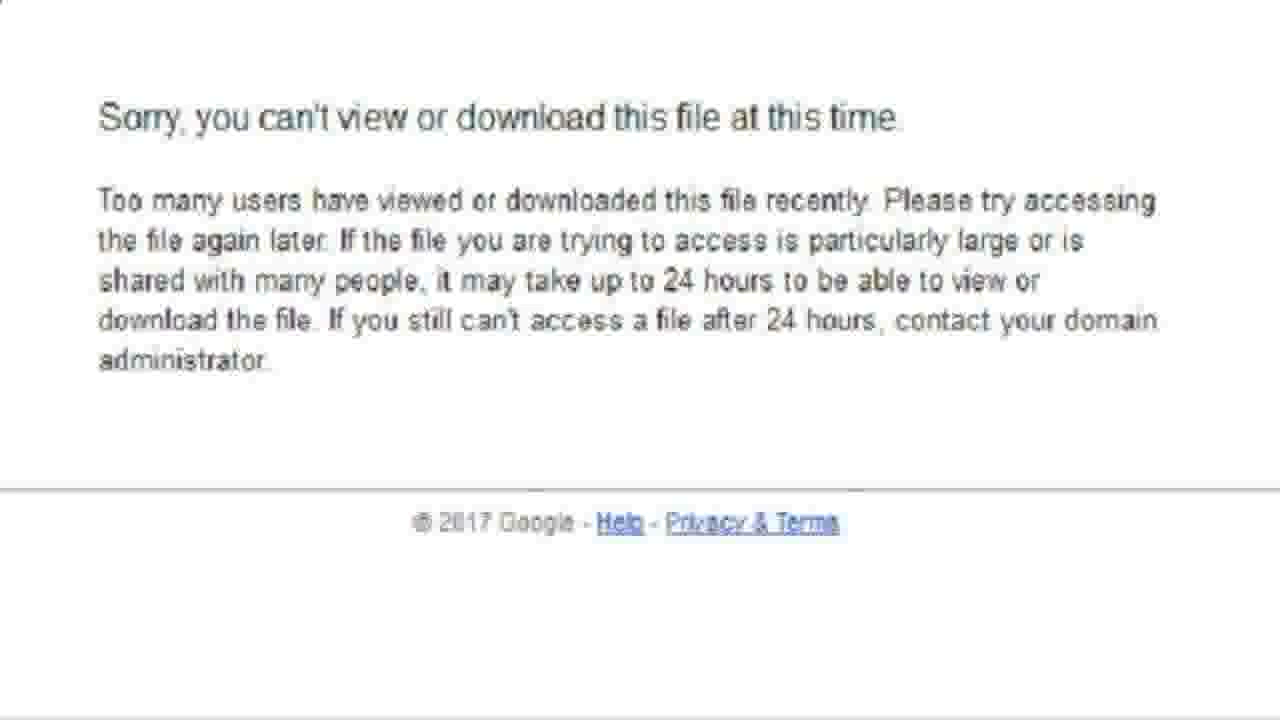 Sorry, you can't view or download this file at this time.
Too many users have viewed or downloaded this file recently. Please try accessing
the file again later. If the file you are trying to access is particularly large or is
shared with many people, it may take up to 24 hours to be able to view or
download the file. If you still can't access a file after 24 hours, contact your domain
administrator.
© 2017 Google - Help - Privacy & Terms